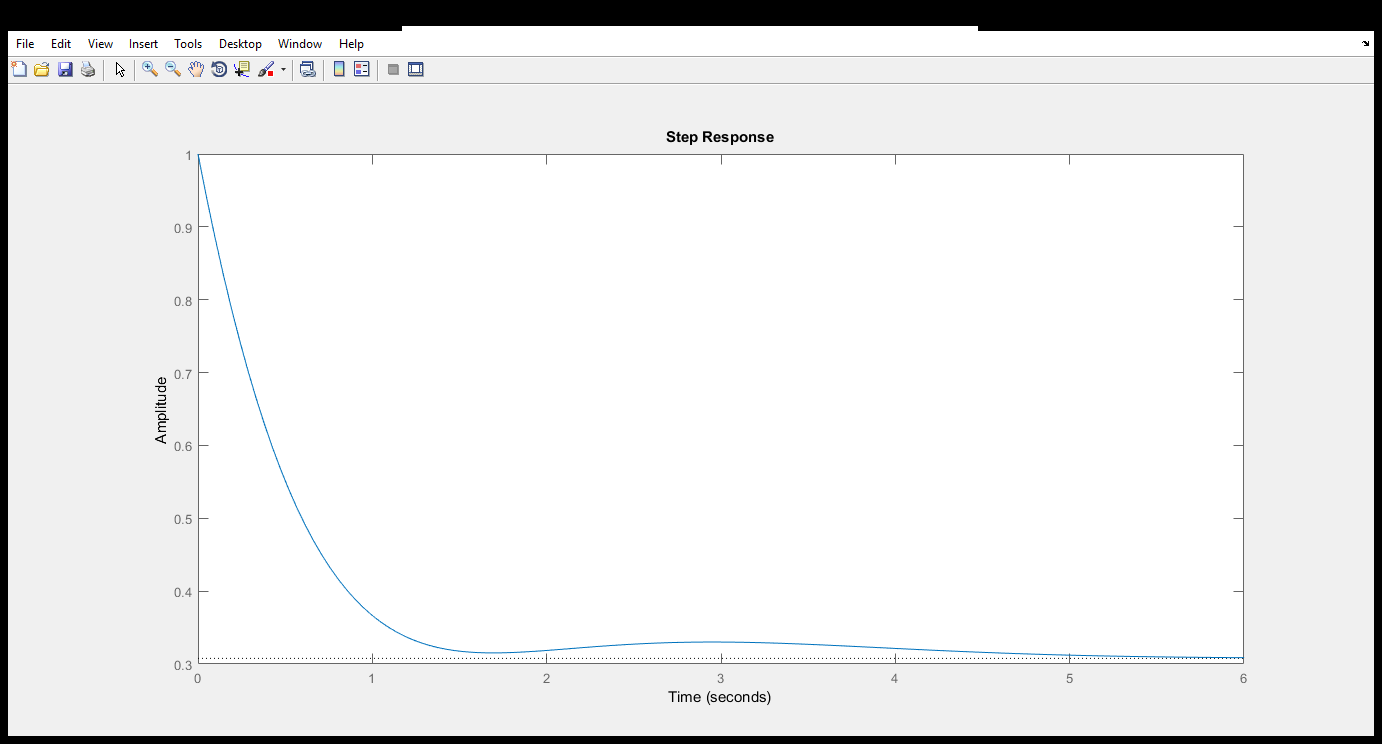 File Edit View Insert Tools Desktop Window Help
Step Response
1
0.9
0.8
0.7
0.6
0.5
0.4
0.3
Amplitude
0 1 2 3 4 5 6
Time (seconds)